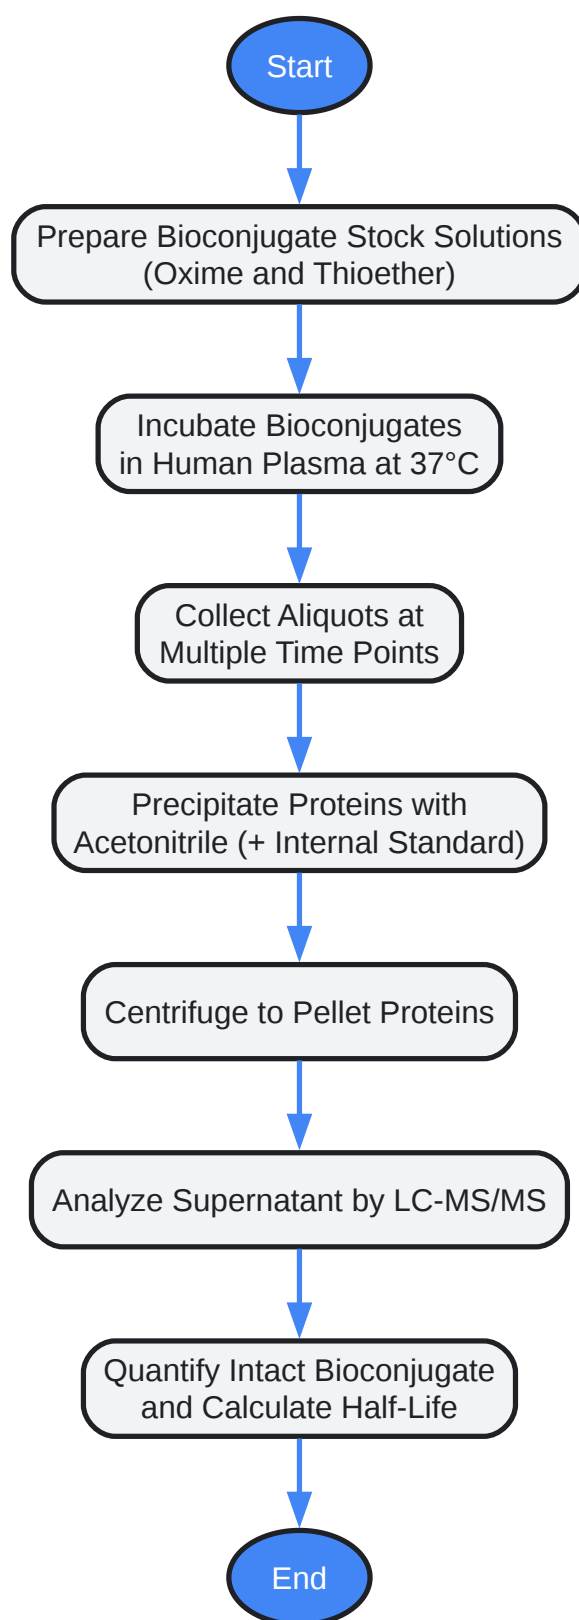 Start
Prepare Bioconjugate Stock Solutions
(Oxime and Thioether)
Incubate Bioconjugates
in Human Plasma at 37°C
Collect Aliquots at
Multiple Time Points
Precipitate Proteins with
Acetonitrile (+ Internal Standard)
Centrifuge to Pellet Proteins
Analyze Supernatant by LC-MS/MS
Quantify Intact Bioconjugate
and Calculate Half-Life
End